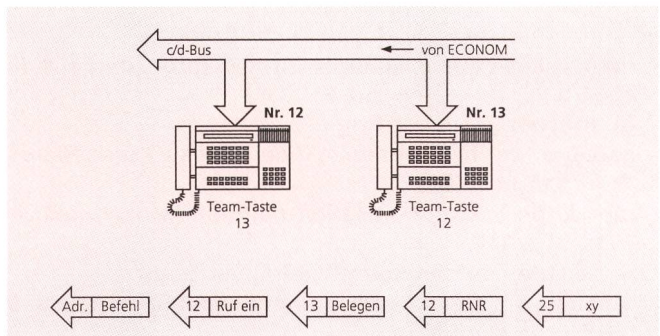 c/d-Bus
von ECONOM
Nr. 12
Nr. 13
Team-Taste
13
Team-Taste
12
Adr. Befehl
12 Ruf ein
13 Belegen
12 RNR
25 xy